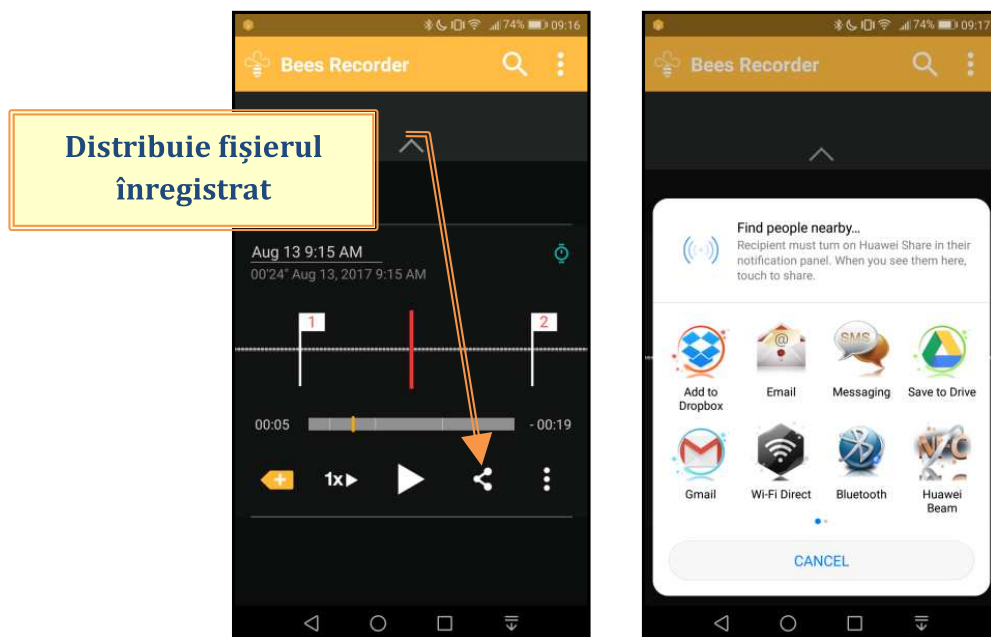 74% 09:16
Bees Recorder
Distribuie fișierul
înregistrat
Aug 13 9:15 AM
00'24" Aug 13, 2017 9:15 AM
1
2
00:05
- 00:19
1x
74% 09:17
Bees Recorder
Find people nearby...
Recipient must turn on Huawei Share in their
notification panel. When you see them here,
touch to share.
SMS
NFC
Add to
Dropbox
Email
Messaging
Save to Drive
Gmail
Wi-Fi Direct
Bluetooth
Huawei
Beam
CANCEL